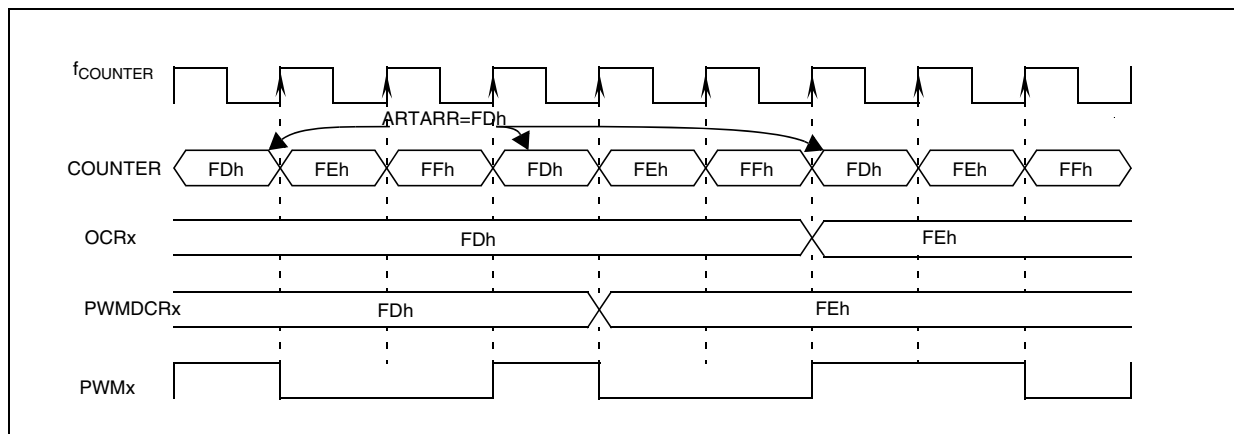 fCOUNTER
ARTARR=FDh
COUNTER FDh FEh FFh FDh FEh FFh FDh FEh FFh
OCRx FDh FEh
PWMDCRx FDh FEh
PWMx